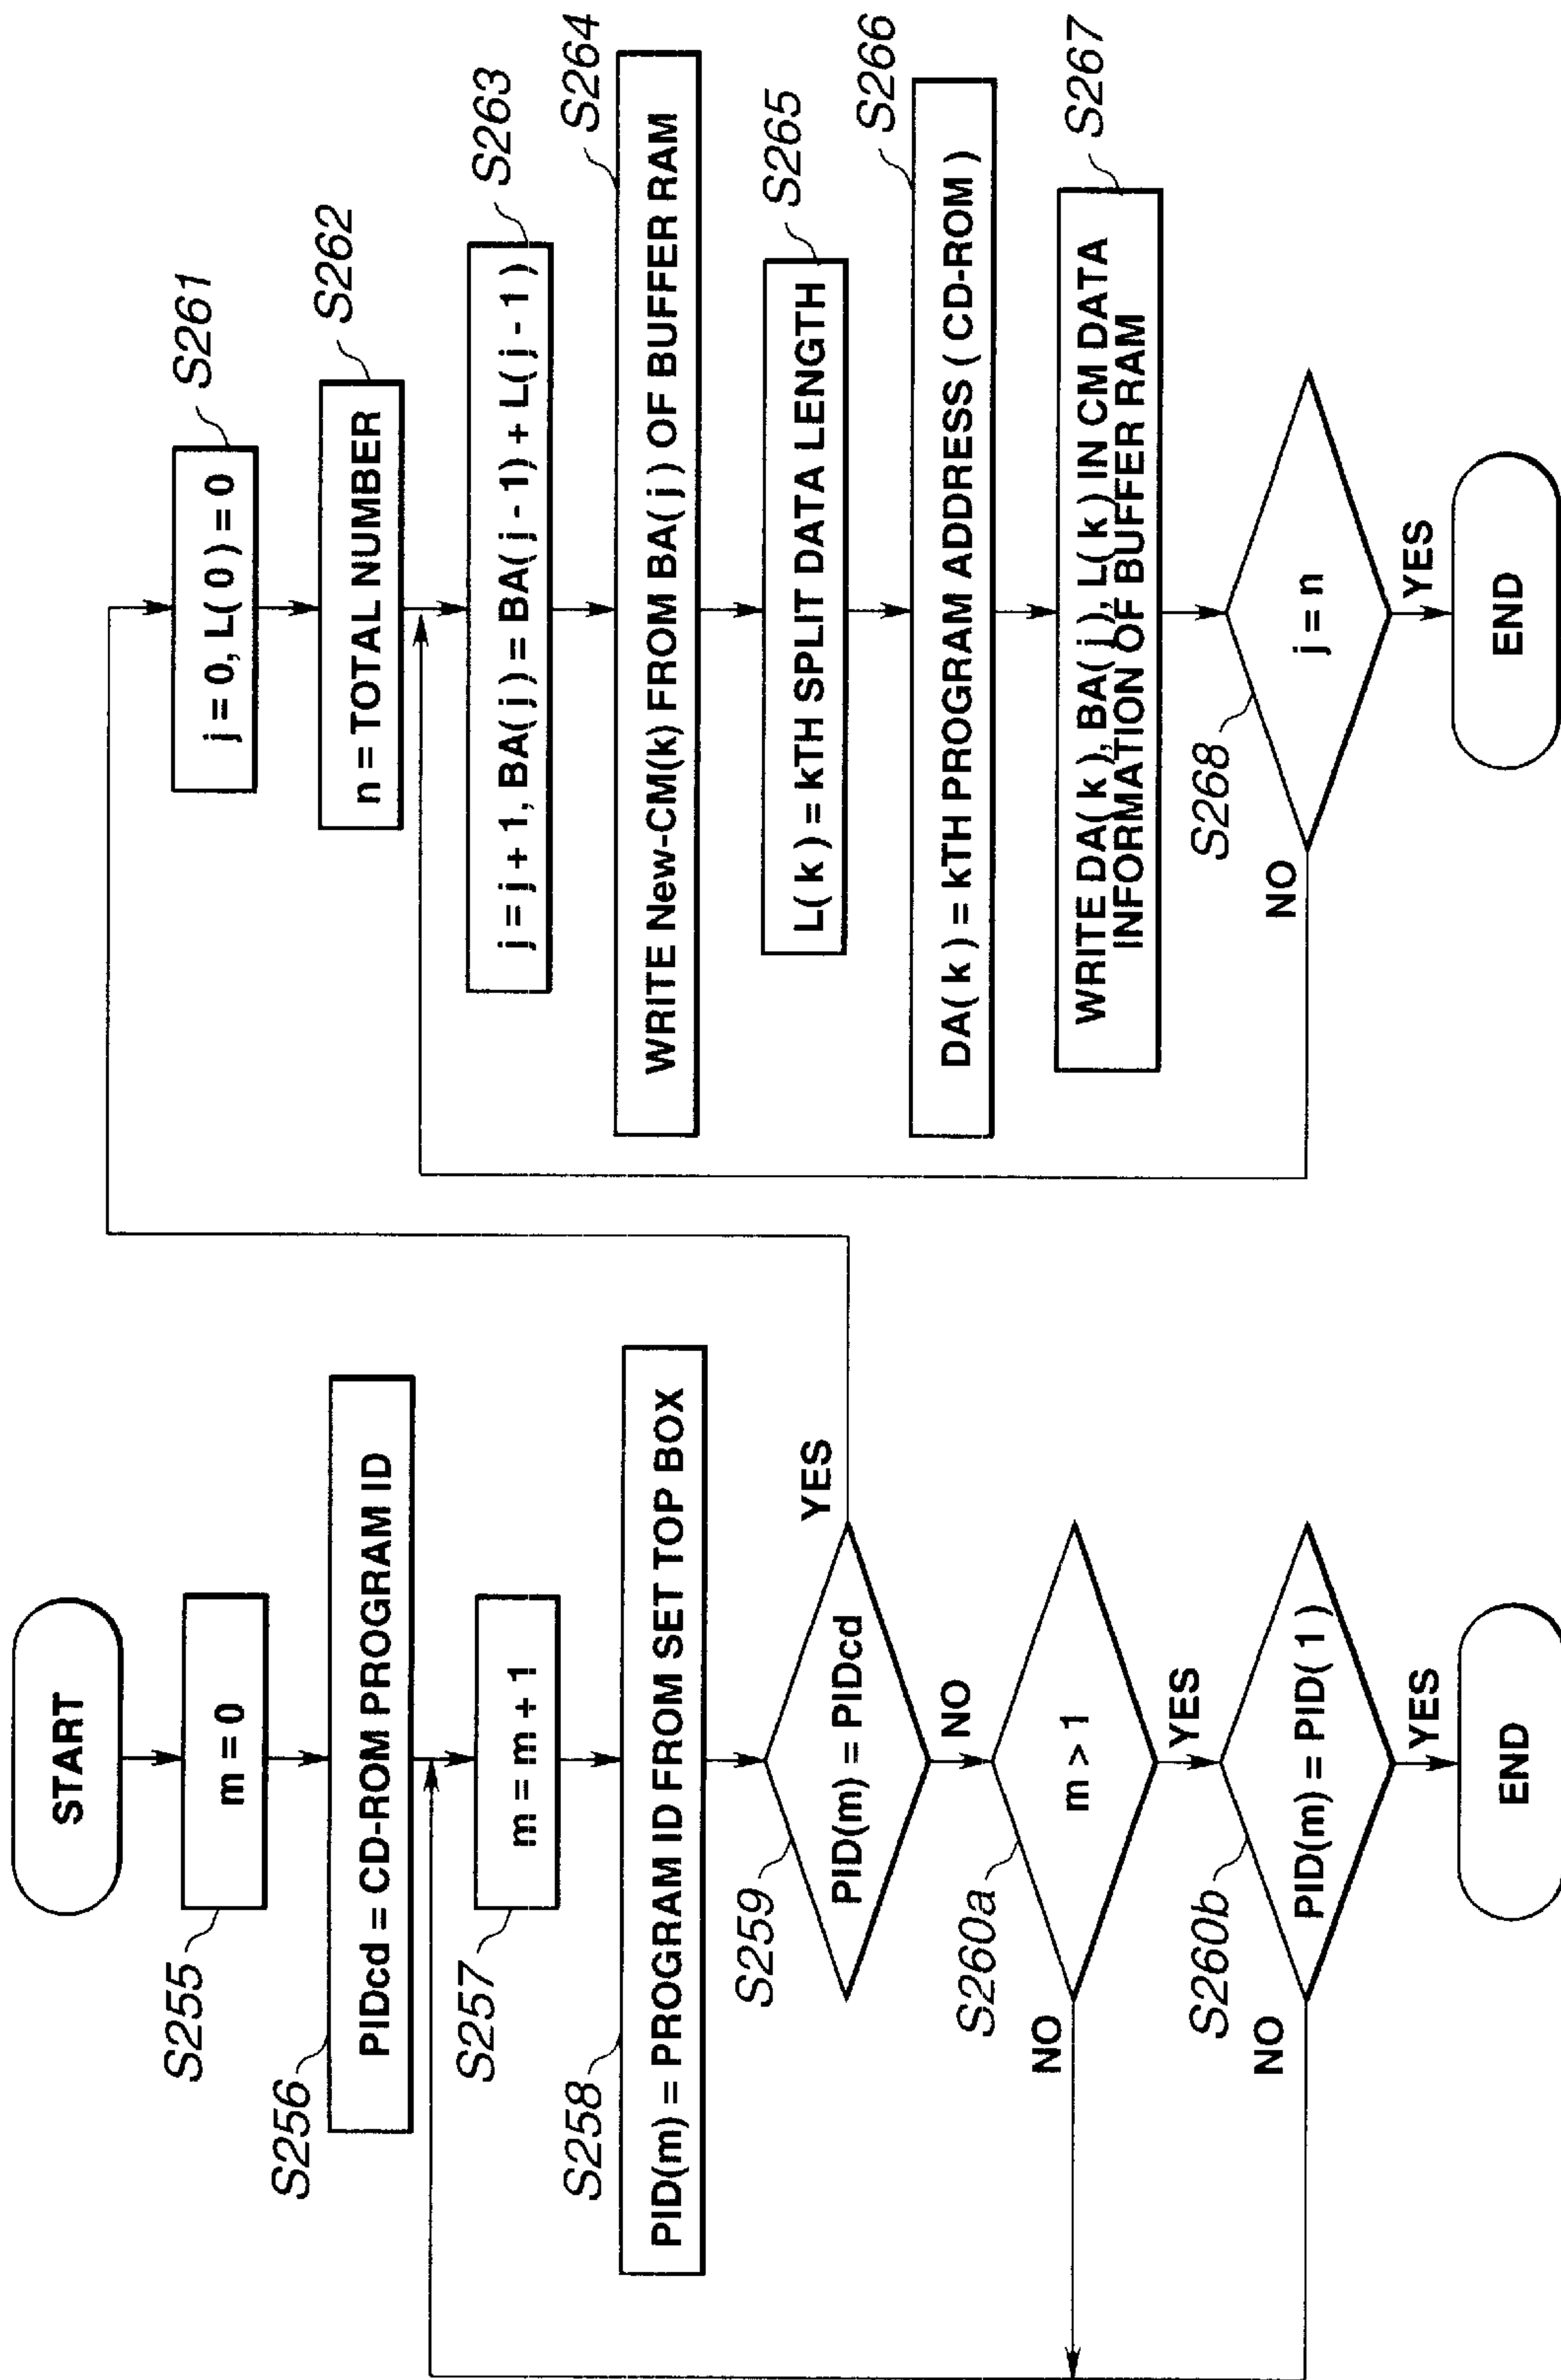 START
S255
m = 0
S256
PIDcd = CD-ROM PROGRAM ID
S257
m = m + 1
S258
PID(m) = PROGRAM ID FROM SET TOP BOX
S259
PID(m) = PIDcd
YES
NO
S260a
m > 1
NO
YES
S260b
PID(m) = PID( 1 )
NO
YES
END
j = 0, L( 0 ) = 0
S261
n = TOTAL NUMBER
S262
j = j + 1, BA( j ) = BA( j - 1) + L( j - 1 )
S263
WRITE New-CM(k) FROM BA( j ) OF BUFFER RAM
S264
L( k ) = kTH SPLIT DATA LENGTH
S265
DA( k ) = kTH PROGRAM ADDRESS ( CD-ROM )
S266
WRITE DA( k ), BA( j ), L( k ) IN CM DATA
INFORMATION OF BUFFER RAM
S267
S268
j = n
NO
YES
END